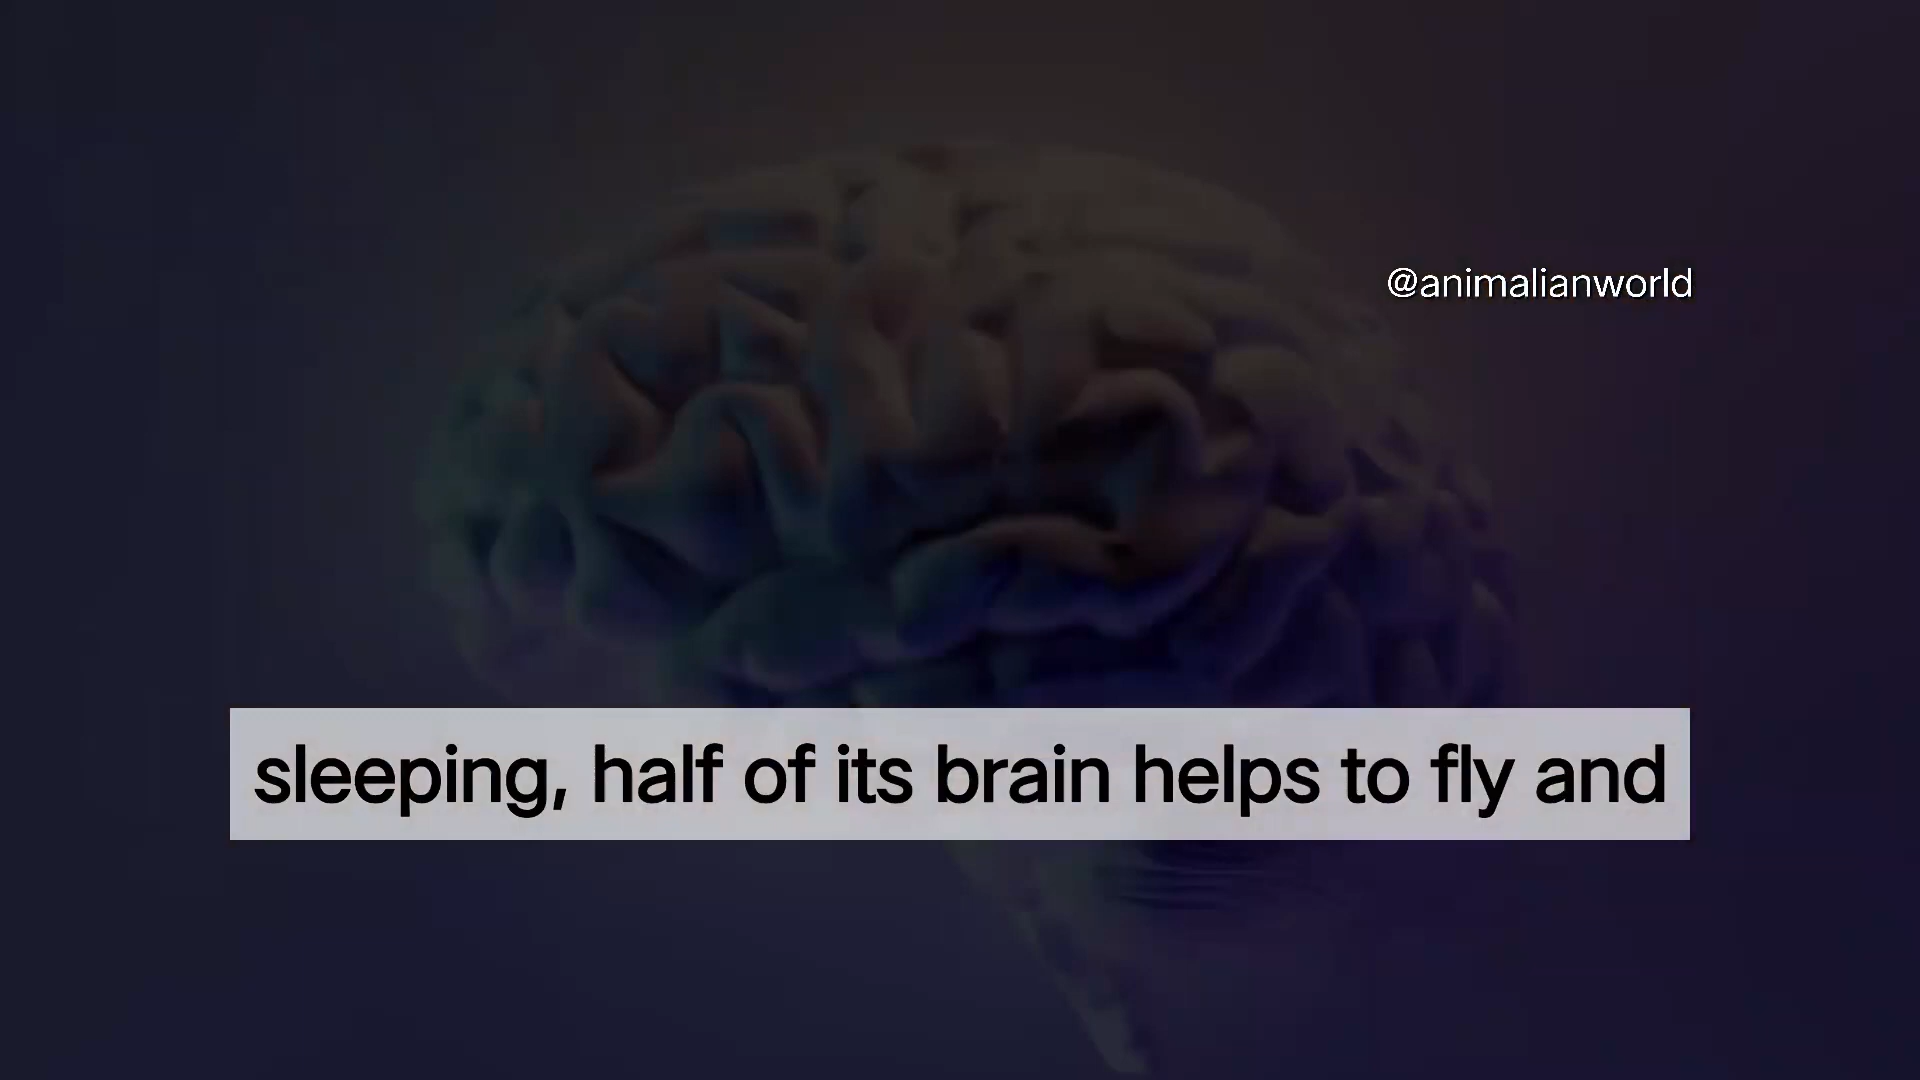 @animalianworld
sleeping, half of its brain helps to fly and